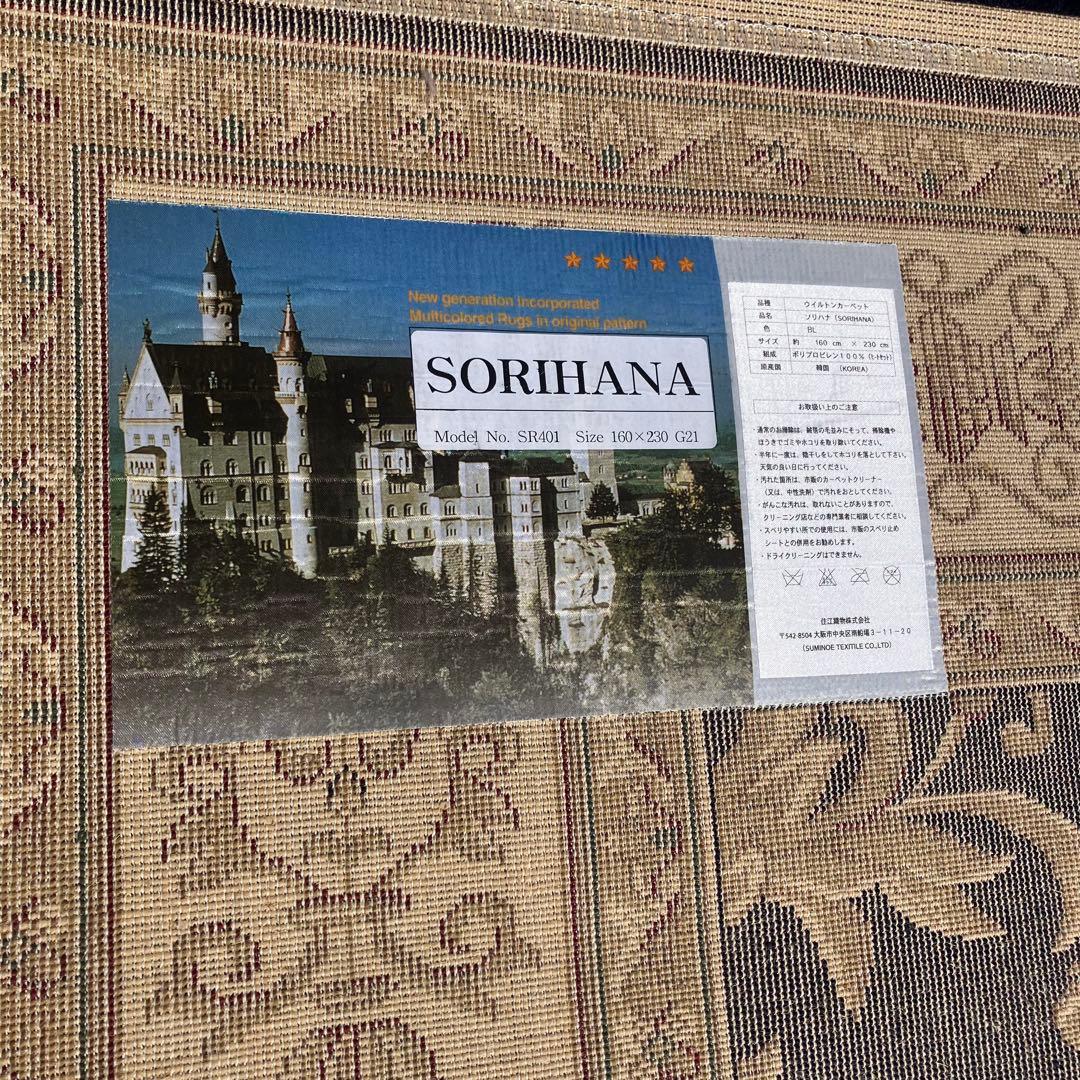 ★★★★★
New generation incorporated
Multicolored Rugs in original pattern
SORIHANA
Model No. SR401 Size 160×230 G21
品種 ウイルトンカーペット
品名 ソリハナ(SORIHANA)
色 BL
サイズ 約 160 cm × 230 cm
組成 ポリプロピレン100%(ヒートセット)
原産国 韓国 (KOREA)
お取扱い上のご注意
・通常のお掃除は、絨毯の毛並みにそって、掃除機や
ほうきでゴミやホコリを取り除いてください。
・半年に一度は、陰干しをしてホコリを落として下さい。
天気の良い日に行ってください。
・汚れた箇所は、市販のカーペットクリーナー
(又は、中性洗剤)で汚れをおとしてください。
・がんこな汚れは、取れないことがありますので、
クリーニング店などの専門業者に相談してください。
・スベりやすい所での使用には、市販のスベリ止め
シートとの併用をお勧めします。
・ドライクリーニングはできません。
住江織物株式会社
〒542-8504 大阪市中央区南船場3-11-20
(SUMINOE TEXITILE CO.,LTD)